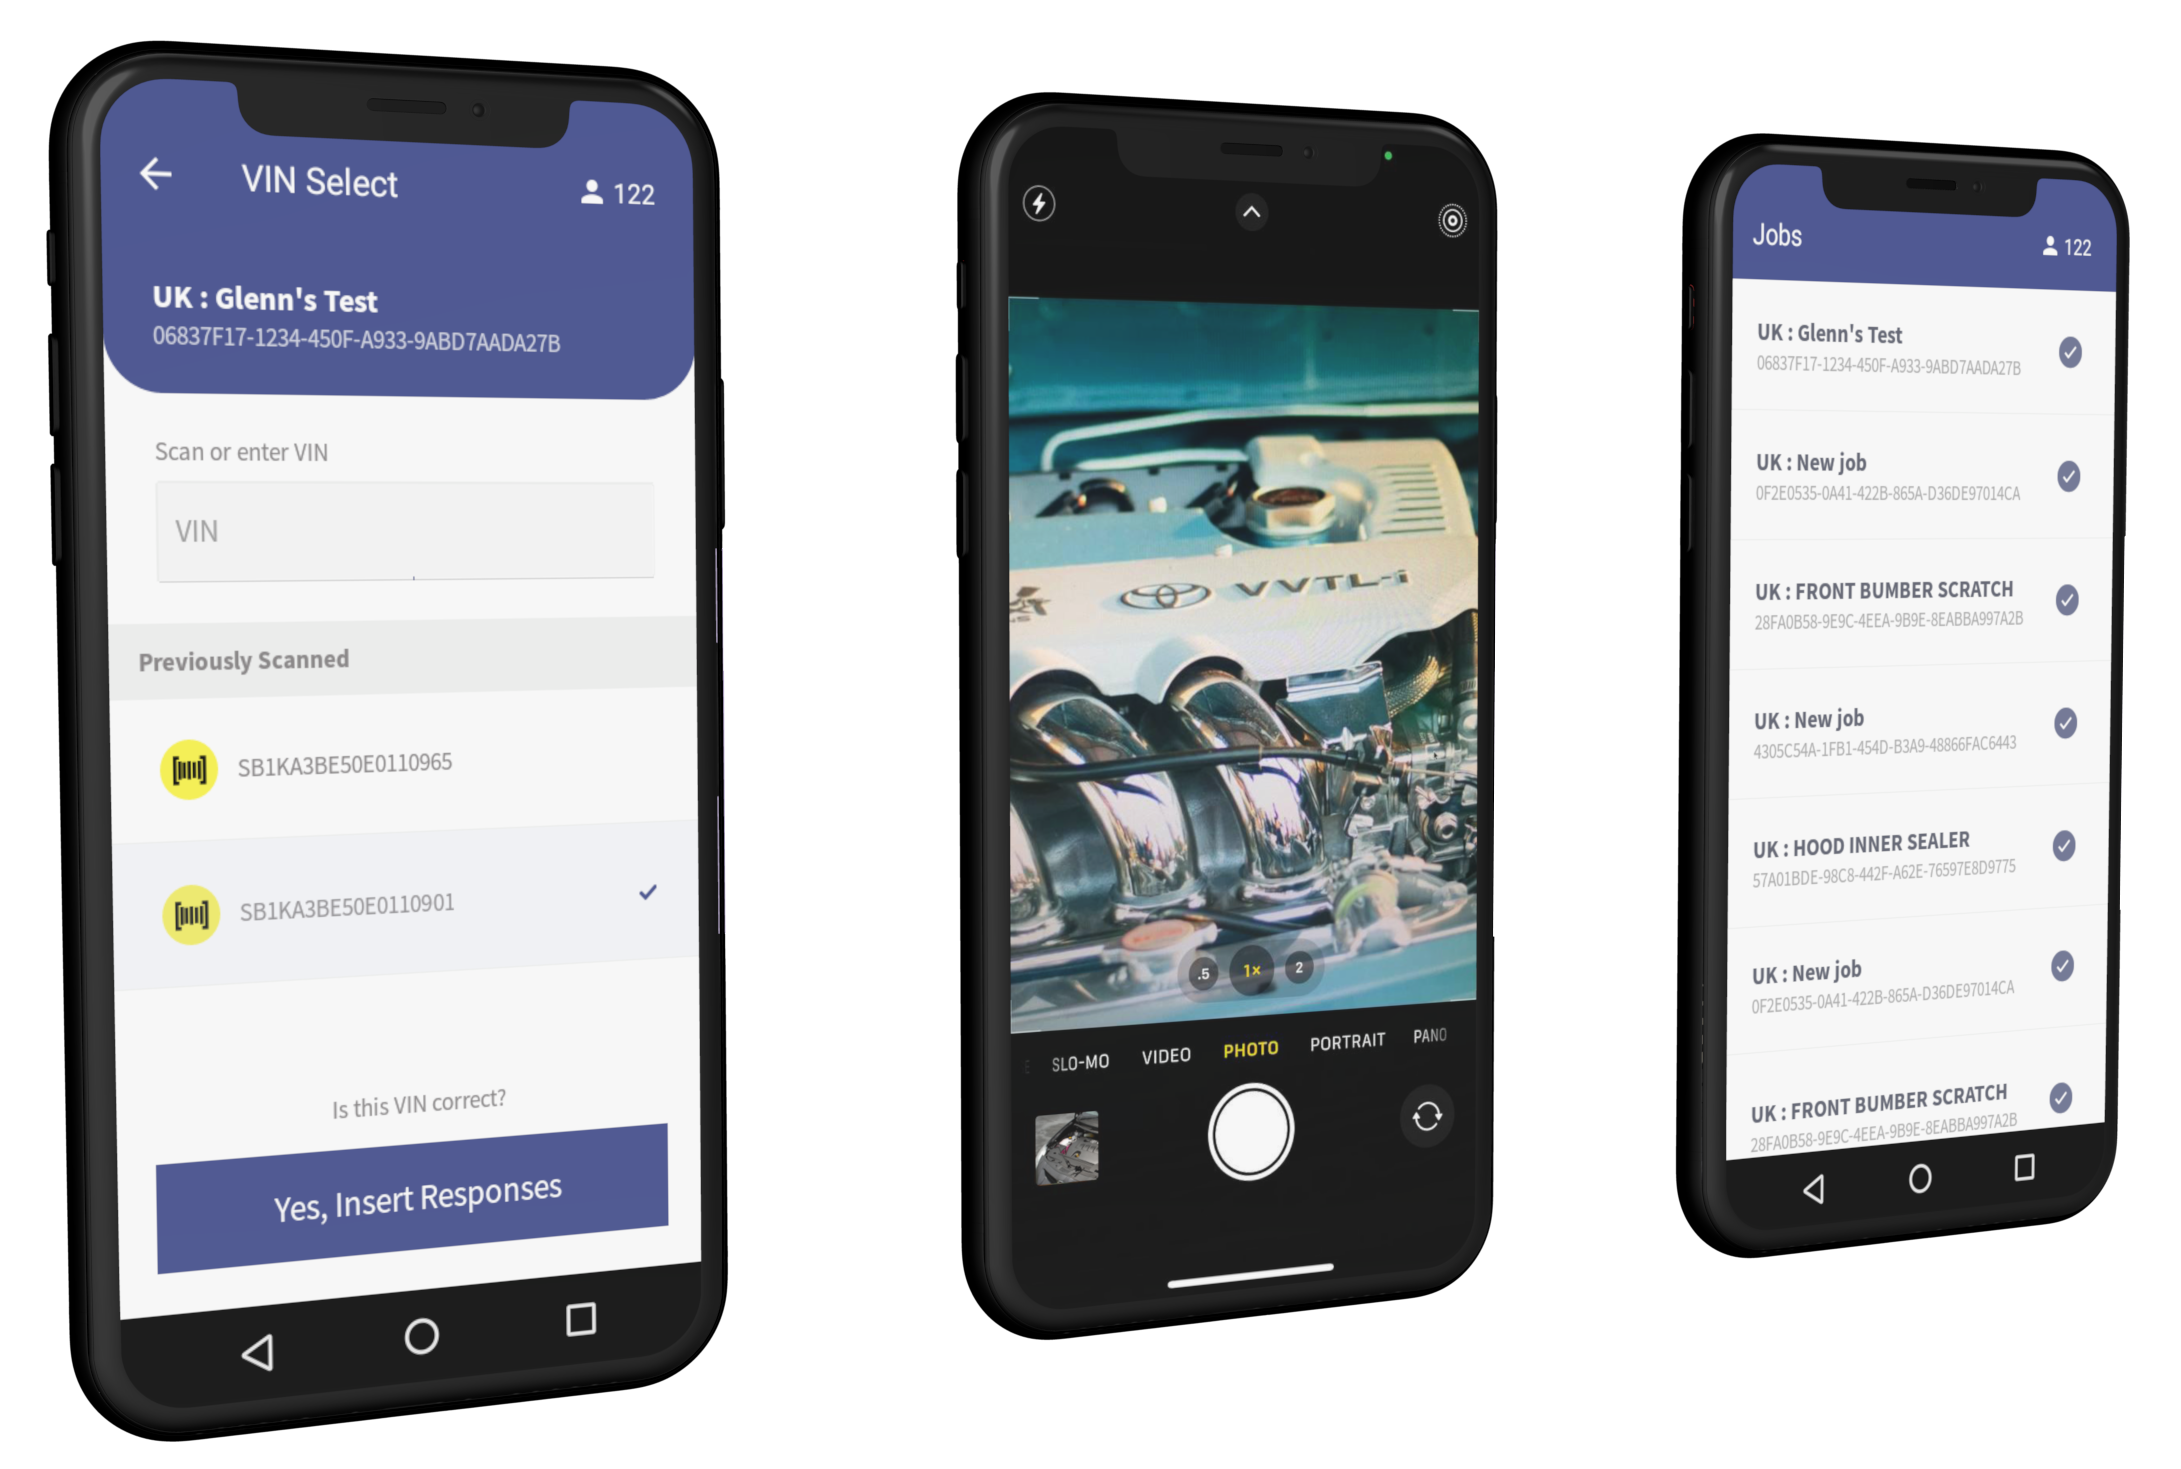 VIN Select
122
UK : Glenn's Test
06837F17-1234-450F-A933-9ABD7AADA27B
Scan or enter VIN
VIN
Previously Scanned
SB1KA3BE50E0110965
SB1KA3BE50E0110901
Is this VIN correct?
Yes, Insert Responses
VVTL-i
.5 1× 2
SLO-MO VIDEO PHOTO PORTRAIT PANO
Jobs
122
UK : Glenn's Test
06837F17-1234-450F-A933-9ABD7AADA27B
UK : New job
0F2E0535-0A41-422B-865A-D36DE97014CA
UK : FRONT BUMBER SCRATCH
28FA0B58-9E9C-4EEA-9B9E-8EABBA997A2B
UK : New job
4305C54A-1FB1-454D-B3A9-48866FAC6443
UK : HOOD INNER SEALER
57A01BDE-98C8-442F-A62E-76597E8D9775
UK : New job
0F2E0535-0A41-422B-865A-D36DE97014CA
UK : FRONT BUMBER SCRATCH
28FA0B58-9E9C-4EEA-9B9E-8EABBA997A2B